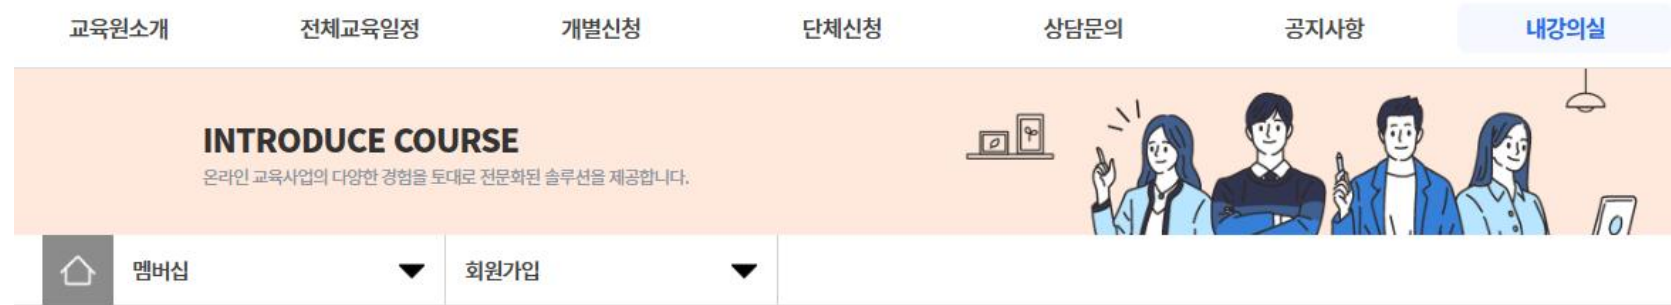 교육원소개 전체교육일정 개별신청 단체신청 상담문의 공지사항 내강의실
INTRODUCE COURSE
온라인 교육사업의 다양한 경험을 토대로 전문화된 솔루션을 제공합니다.
멤버십 회원가입